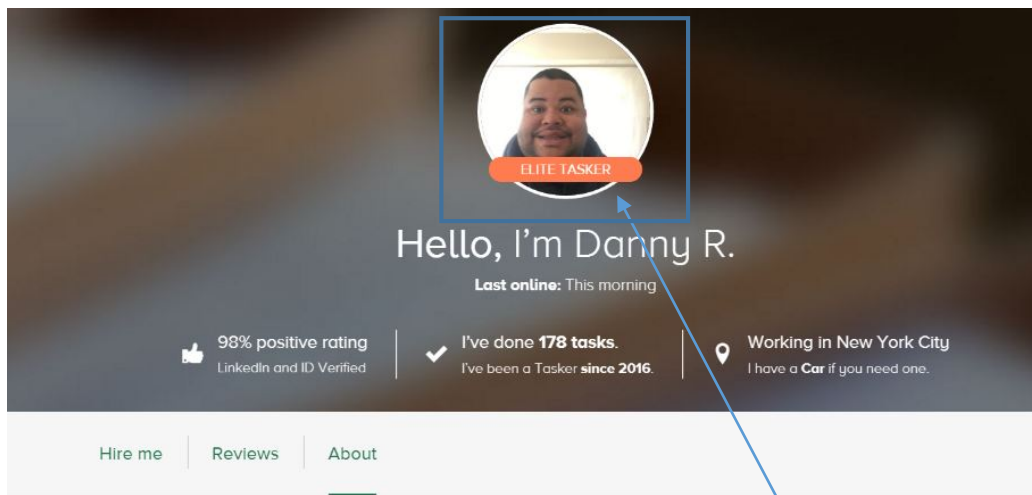 ELITE TASKER
Hello, I'm Danny R.
Last online: This morning
98% positive rating
LinkedIn and ID Verified
I've done 178 tasks.
I've been a Tasker since 2016.
Working in New York City
I have a Car if you need one.
Hire me
Reviews
About